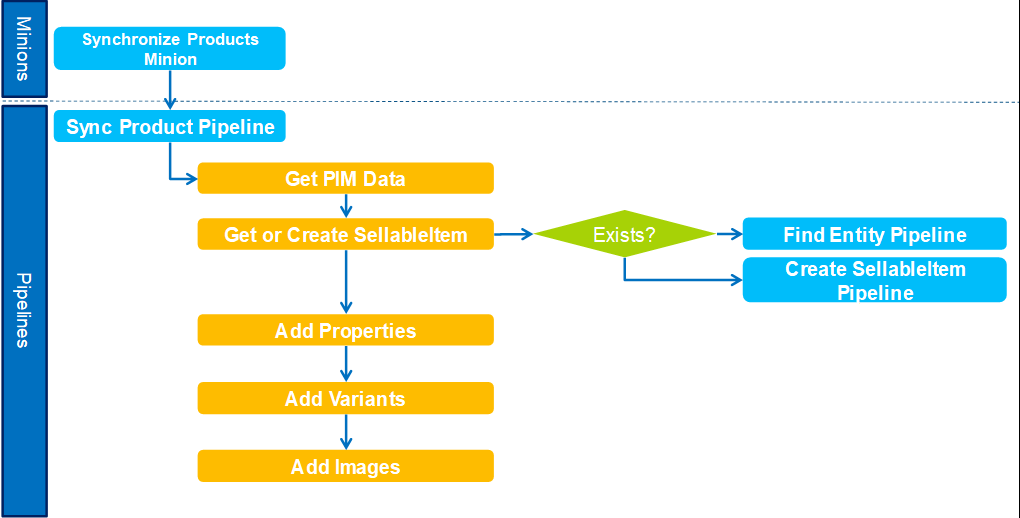 Minions
Synchronize Products
Minion
Pipelines
Sync Product Pipeline
Get PIM Data
Get or Create SellableItem
Exists?
Find Entity Pipeline
Create SellableItem
Pipeline
Add Properties
Add Variants
Add Images